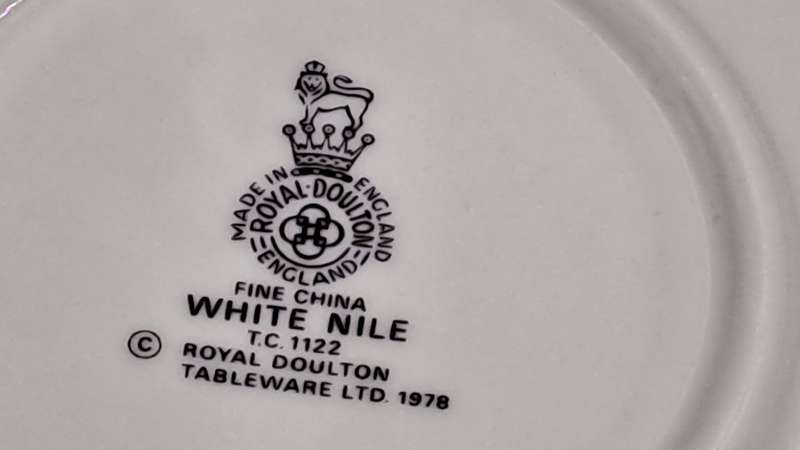 MADE IN ENGLAND
ROYAL·DOULTON
ENGLAND
FINE CHINA
WHITE NILE
T.C. 1122
© ROYAL DOULTON
TABLEWARE LTD. 1978